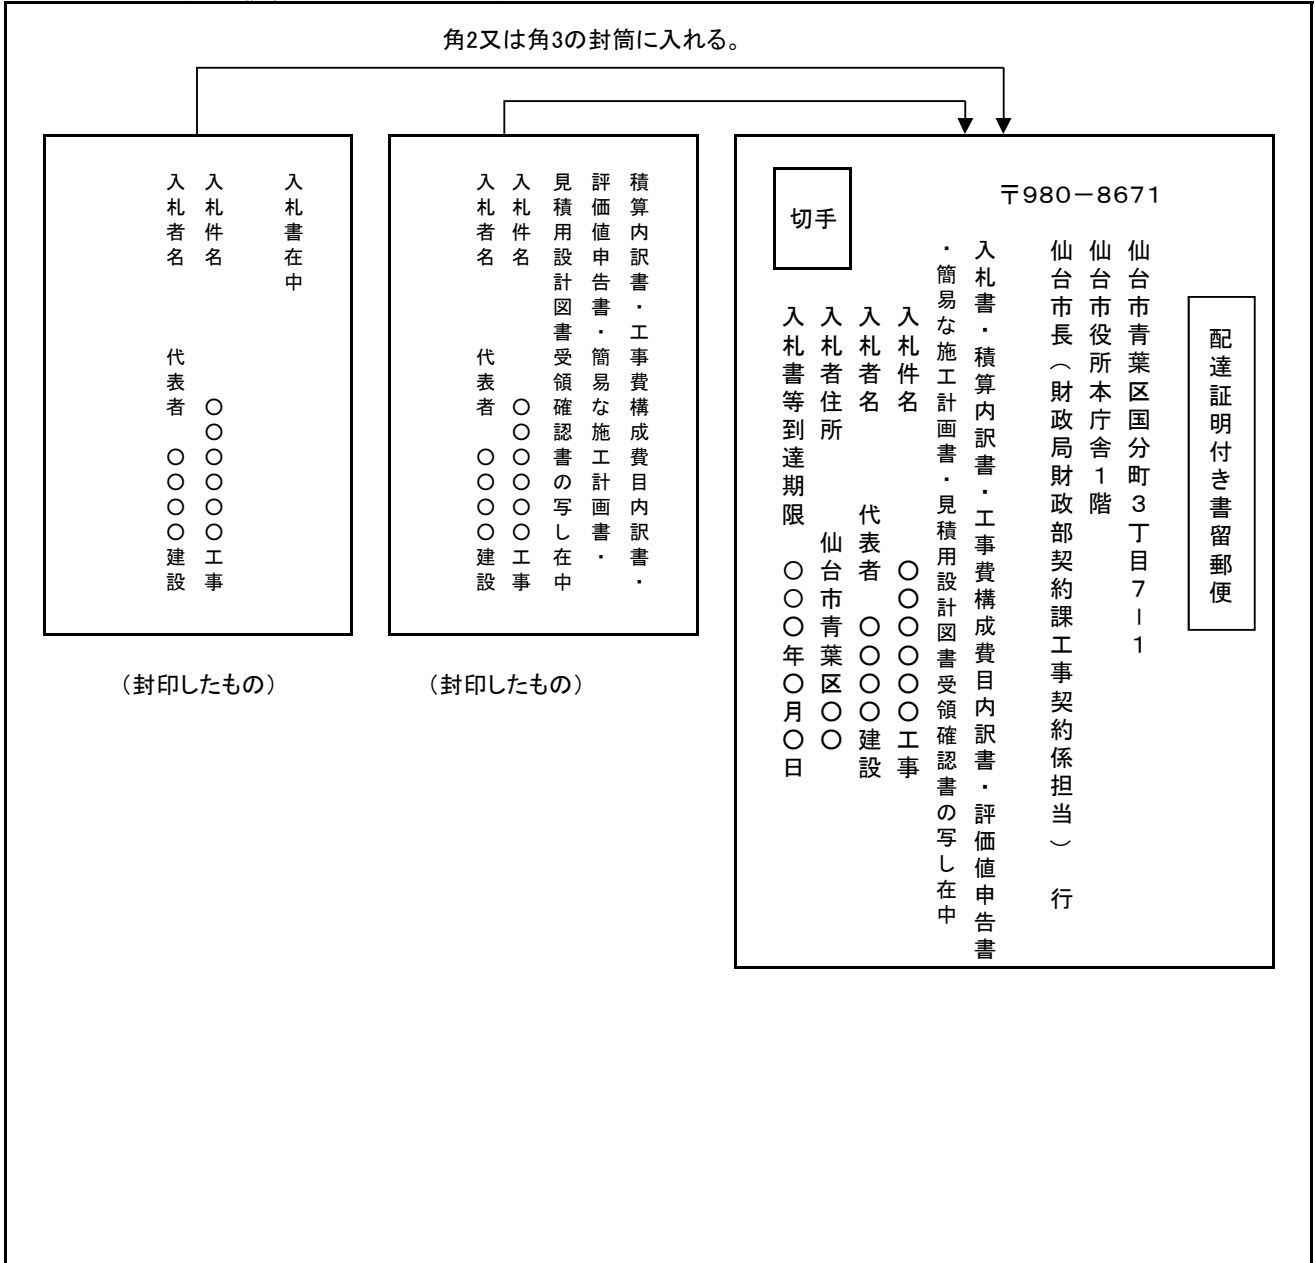 角2又は角3の封筒に入れる。
入札書在中
入札件名 〇〇〇〇〇〇工事
入札者名 代表者 〇〇〇〇建設
（封印したもの）
積算内訳書・工事費構成費目内訳書・
評価値申告書・簡易な施工計画書・
見積用設計図書受領確認書の写し在中
入札件名 〇〇〇〇〇〇工事
入札者名 代表者 〇〇〇〇建設
（封印したもの）
切手
〒980－8671
配達証明付き書留郵便
仙台市青葉区国分町３丁目７ー１
仙台市役所本庁舎１階
仙台市長（財政局財政部契約課工事契約係担当） 行
入札書・積算内訳書・工事費構成費目内訳書・評価値申告書
・簡易な施工計画書・見積用設計図書受領確認書の写し在中
入札件名 〇〇〇〇〇〇工事
入札者名 代表者 〇〇〇〇建設
入札者住所 仙台市青葉区〇〇
入札書等到達期限 〇〇〇年〇月〇日